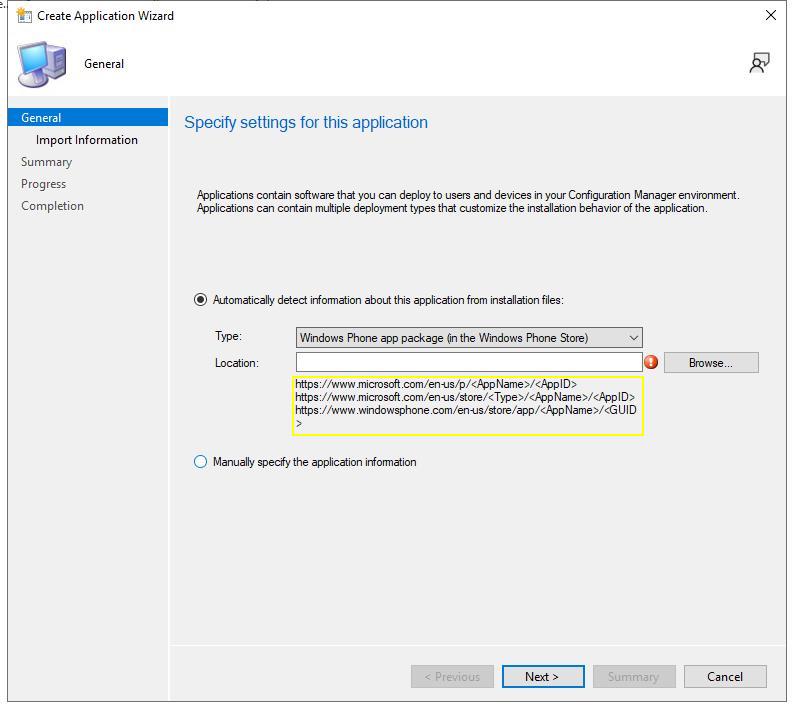 Create Application Wizard
General
General
Import Information
Summary
Progress
Completion
Specify settings for this application
Applications contain software that you can deploy to users and devices in your Configuration Manager environment.
Applications can contain multiple deployment types that customize the installation behavior of the application.
Automatically detect information about this application from installation files:
Type:
Windows Phone app package (in the Windows Phone Store)
Location:
Browse...
https://www.microsoft.com/en-us/p/<AppName>/<AppID>
https://www.microsoft.com/en-us/store/<Type>/<AppName>/<AppID>
https://www.windowsphone.com/en-us/store/app/<AppName>/<GUID
>
Manually specify the application information
< Previous
Next >
Summary
Cancel